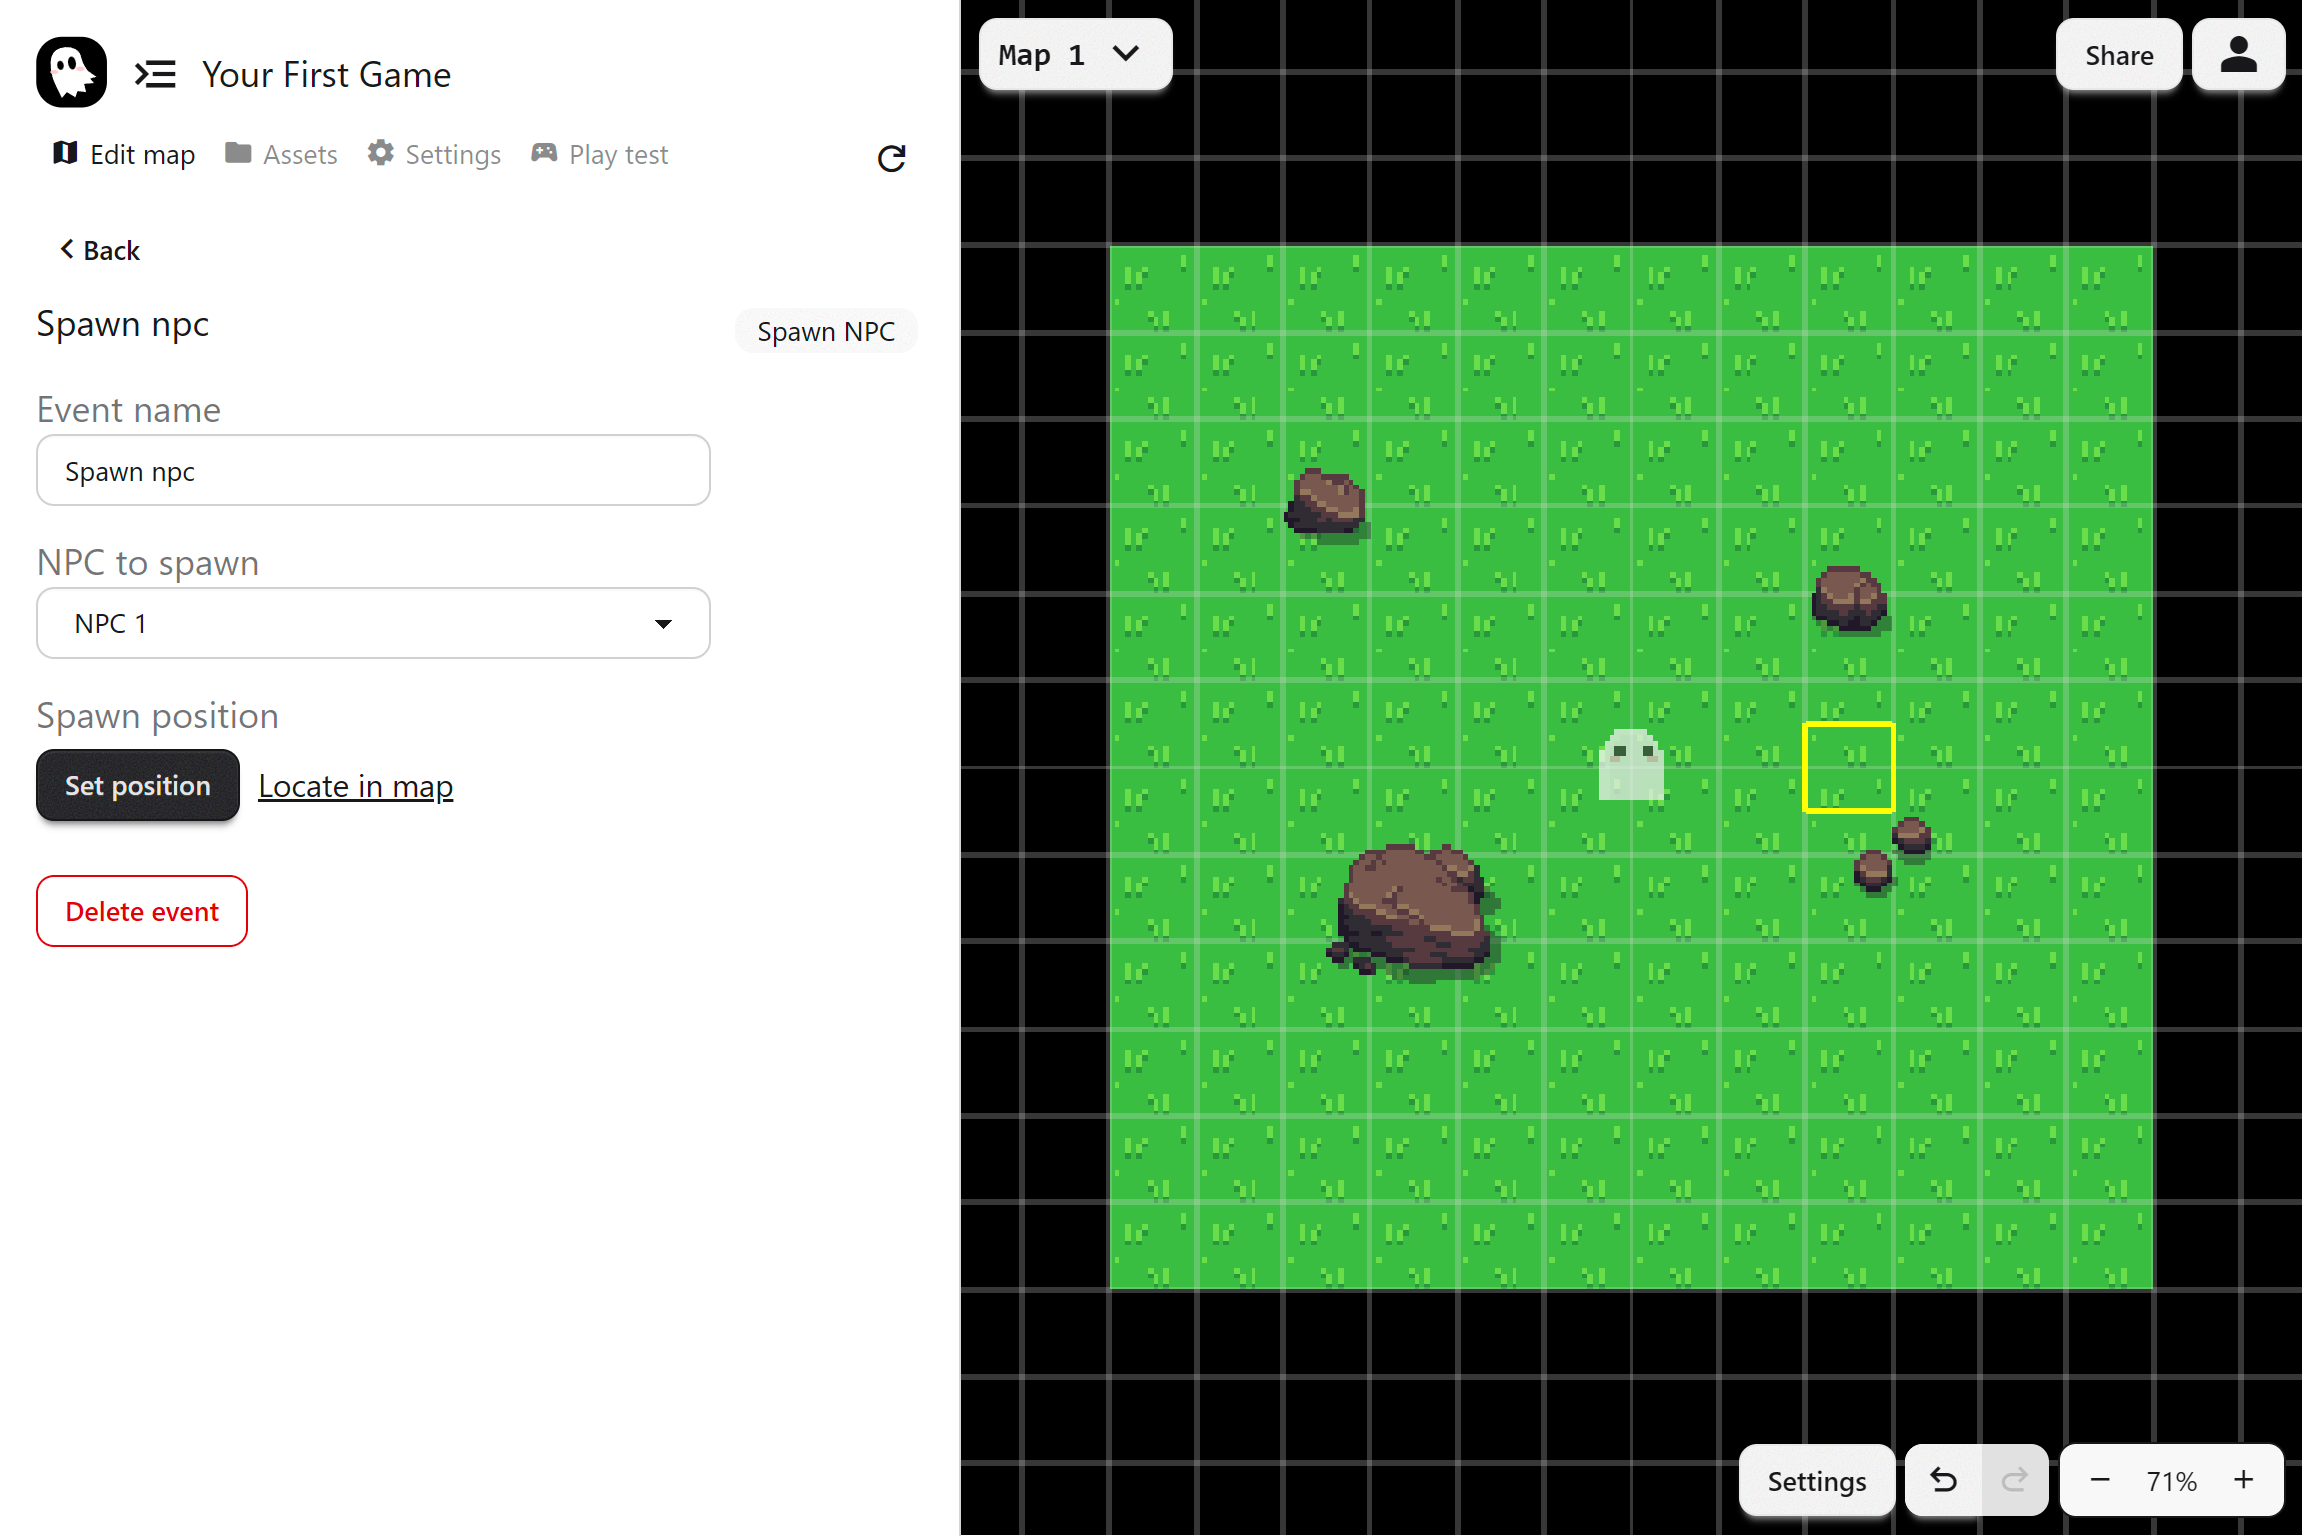 Your First Game
Edit map Assets Settings Play test
Back
Spawn npc
Spawn NPC
Event name
Spawn npc
NPC to spawn
NPC 1
Spawn position
Set position Locate in map
Delete event
Map 1
Share
Settings
71%